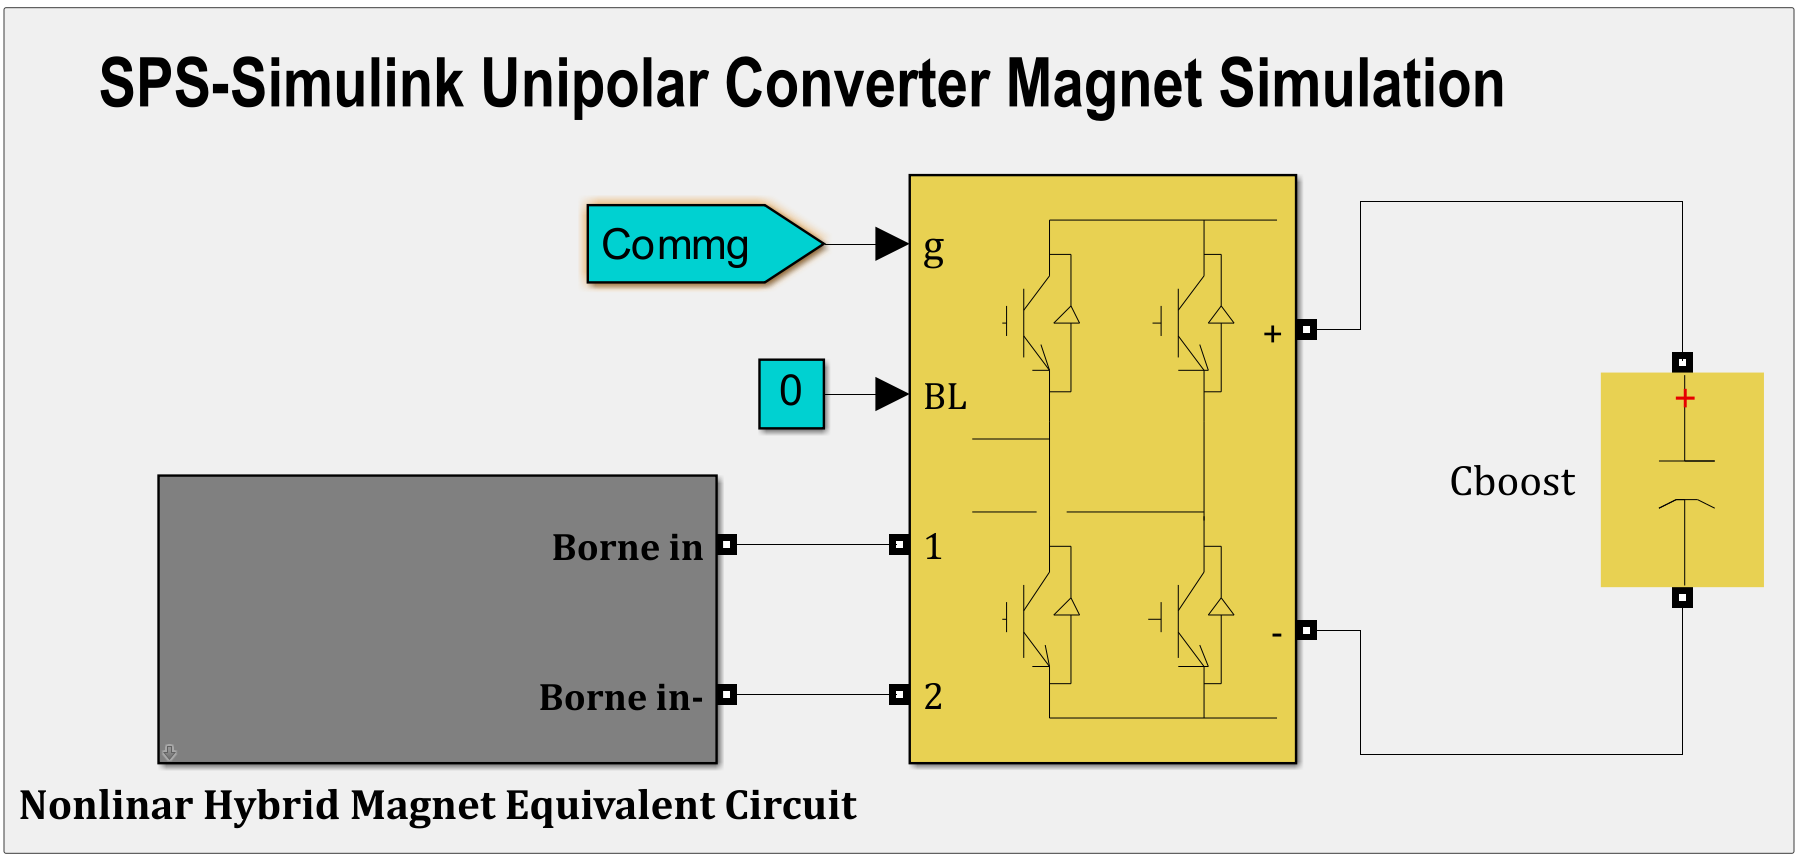 SPS-Simulink Unipolar Converter Magnet Simulation
Commg
g
+
0
BL
+
Cboost
Borne in
1
-
Borne in-
2
Nonlinar Hybrid Magnet Equivalent Circuit